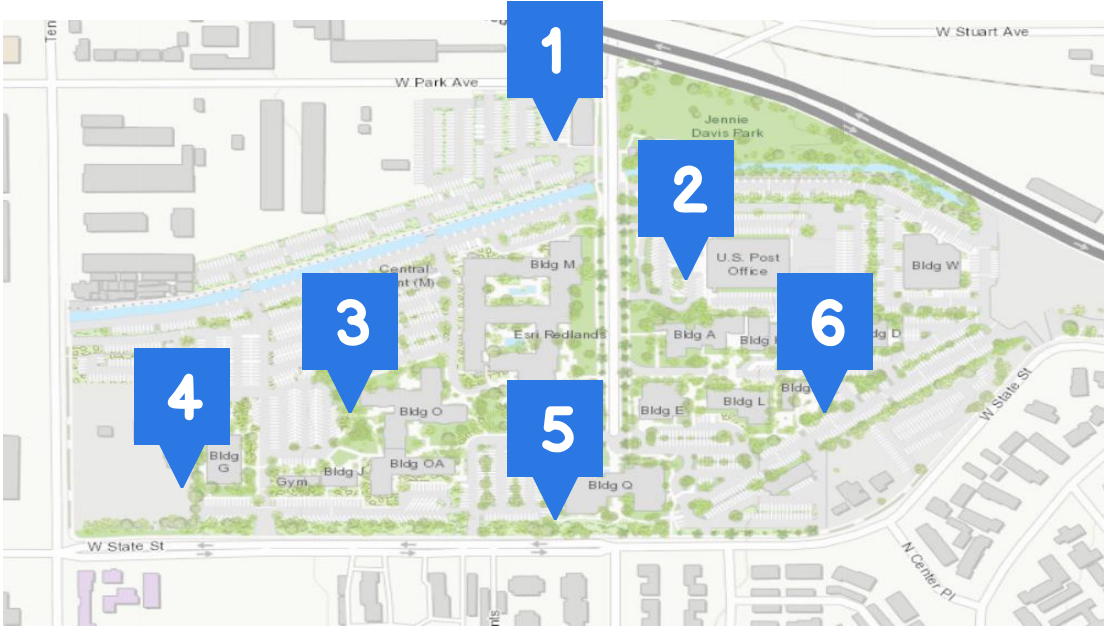 W Stuart Ave
1
W Park Ave
Jennie
Davis Park
2
U.S. Post
Office
Bldg W
Bldg M
Central
(M)
Esri Redlands
3
6
Bldg A
Bldg
4
Bldg
Bldg O
5
Bldg E
Bldg L
W State St
Bldg
G
Bldg OA
Bldg J
Gym
Bldg Q
W State St
N Center Pl